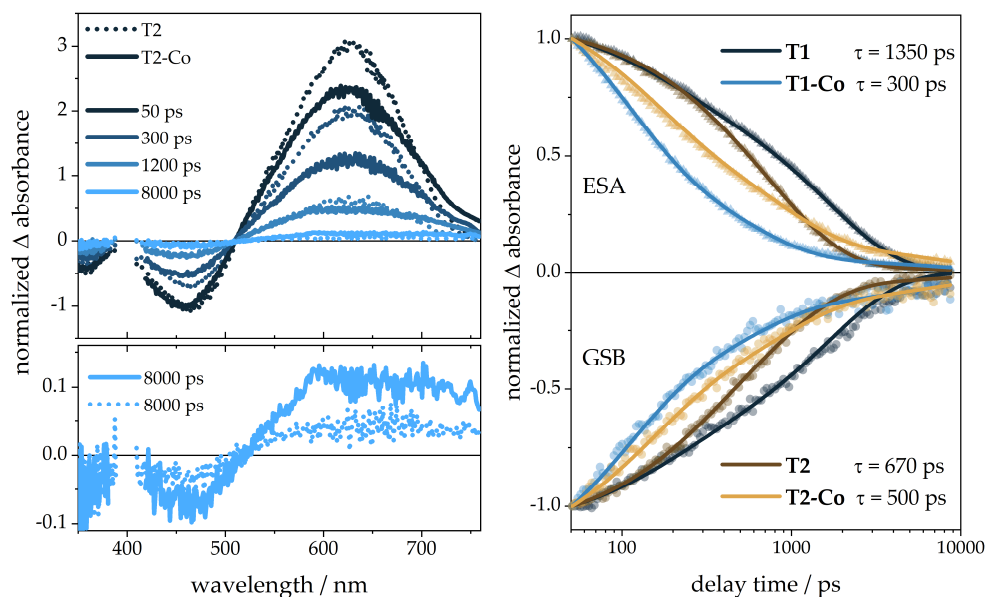 normalized Δ absorbance
3
2
1
0
-1
T2
T2-Co
50 ps
300 ps
1200 ps
8000 ps
0.1
0.0
-0.1
8000 ps
8000 ps
400
500
600
700
wavelength / nm
normalized Δ absorbance
1.0
0.5
0.0
-0.5
-1.0
T1 τ = 1350 ps
T1-Co τ = 300 ps
ESA
GSB
T2 τ = 670 ps
T2-Co τ = 500 ps
100
1000
10000
delay time / ps